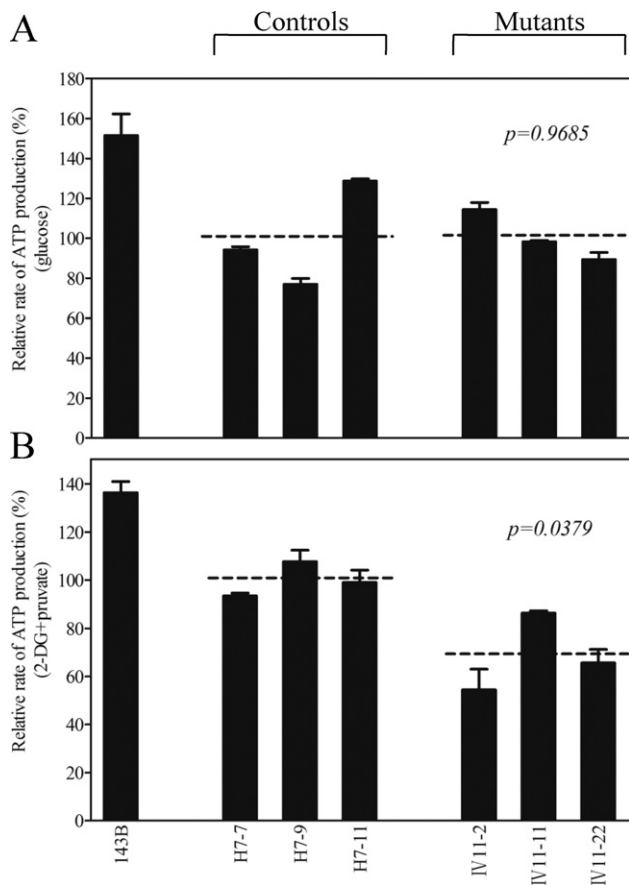 A
Controls
Mutants
Relative rate of ATP production (%)
(glucose)
180
160
140
120
100
80
60
40
20
0
p=0.9685
B
Relative rate of ATP production (%)
(2-DG+pruvate)
140
120
100
80
60
40
20
0
p=0.0379
143B
H7-7
H7-9
H7-11
IV11-2
IV11-11
IV11-22